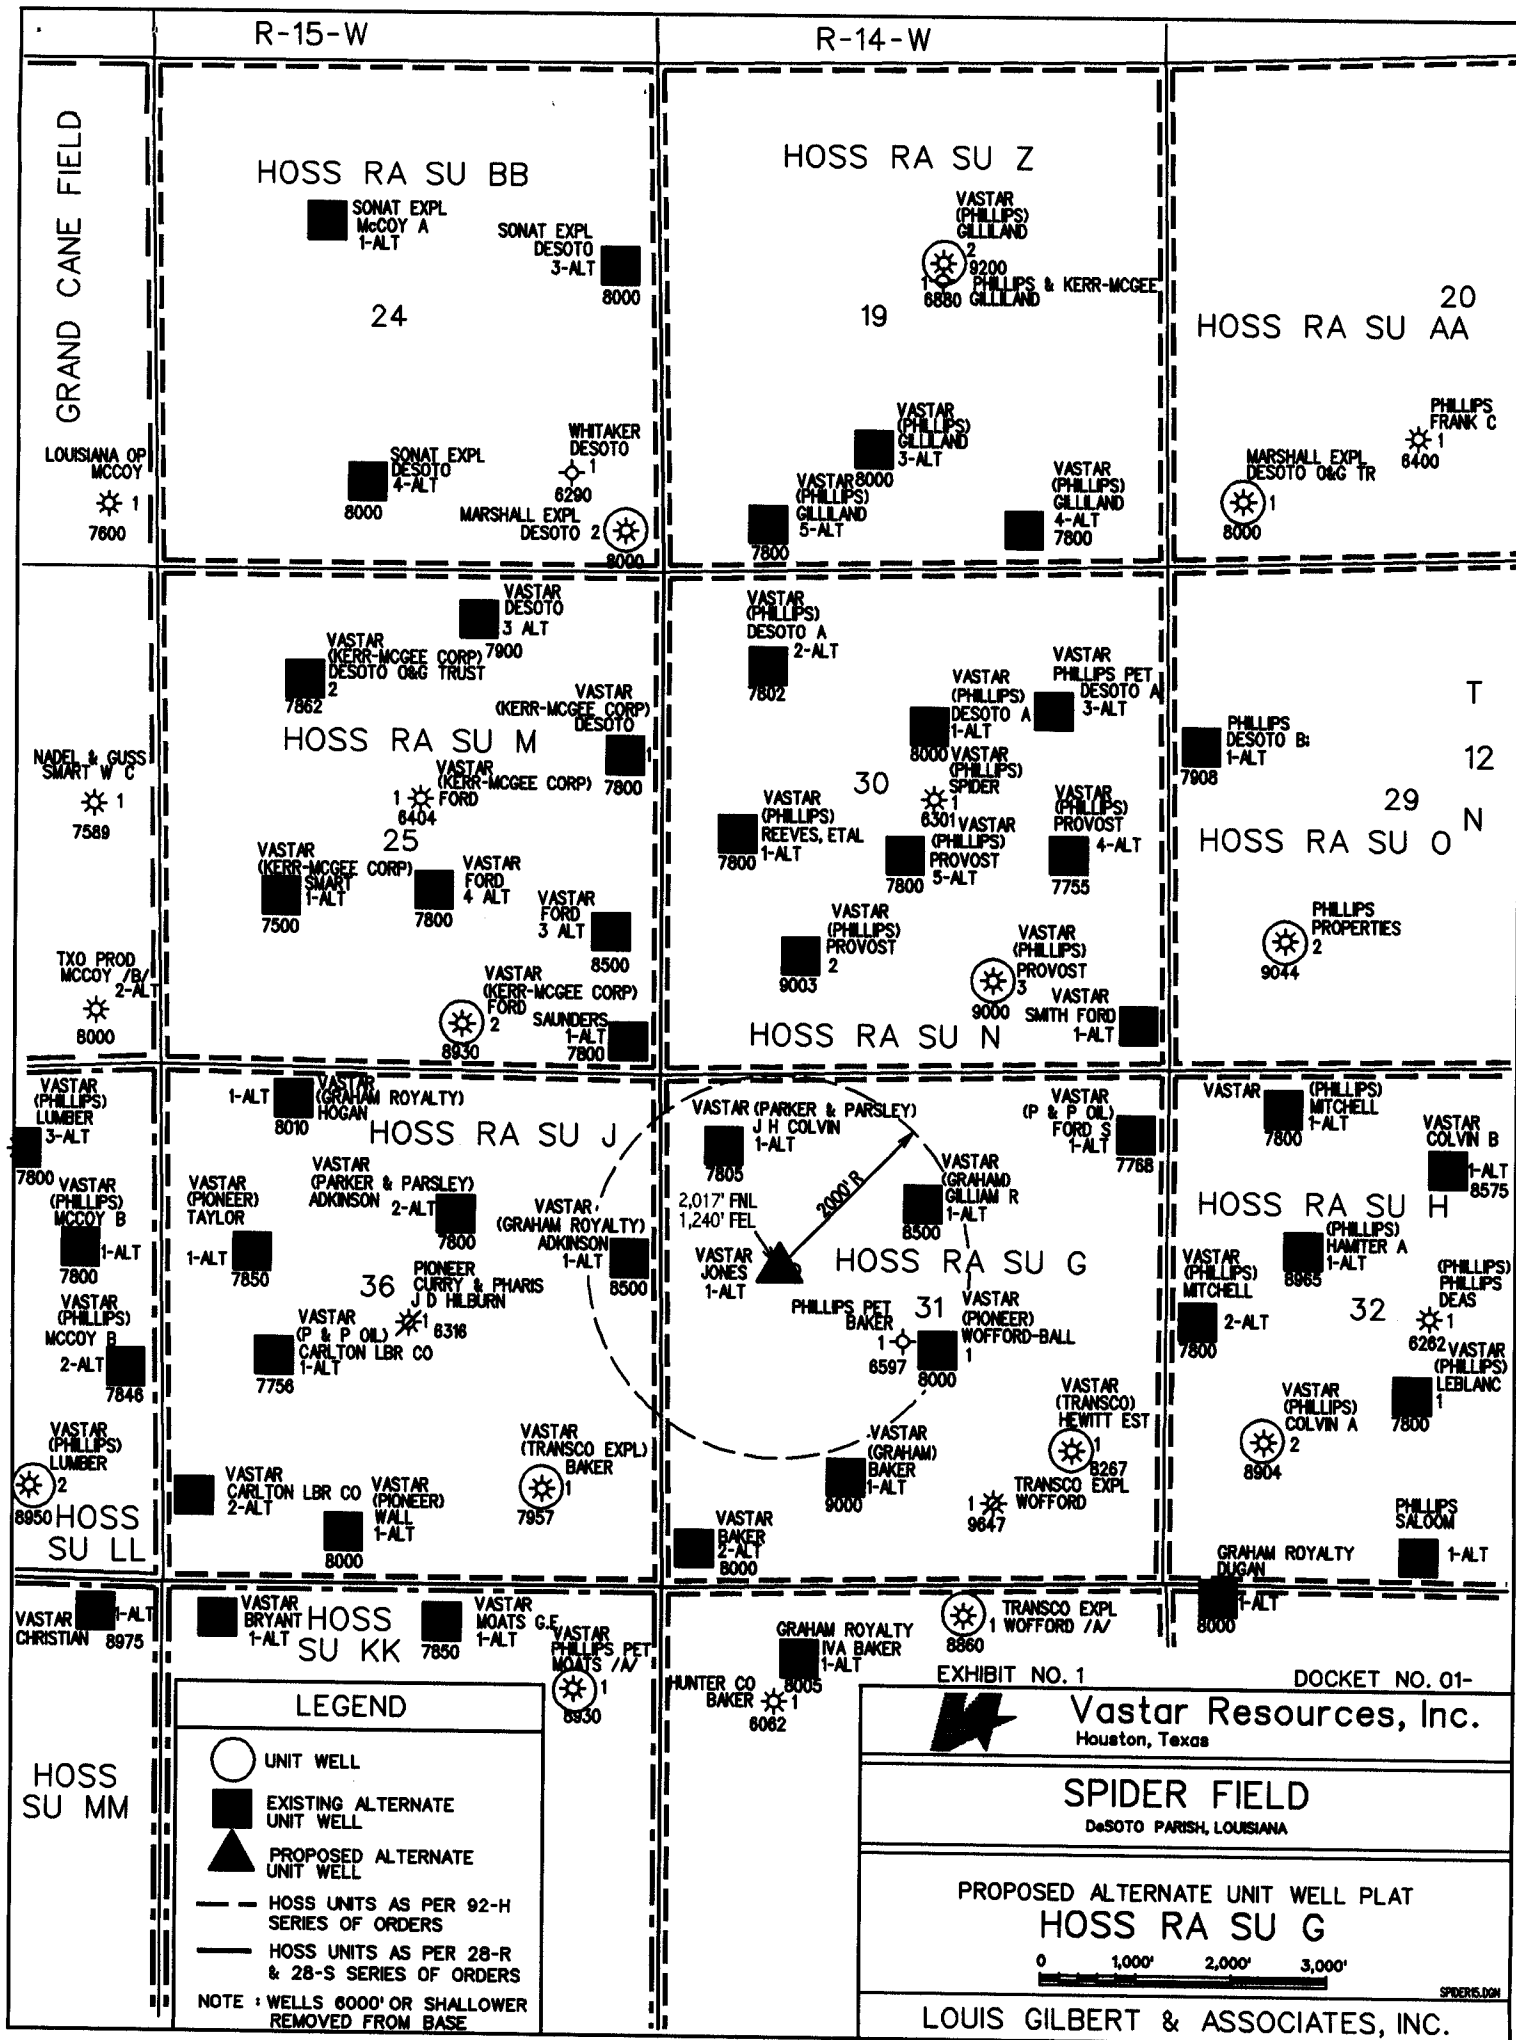 R-15-W
R-14-W
GRAND CANE FIELD
HOSS RA SU BB
SONAT EXPL
McCOY A
1-ALT
SONAT EXPL
DESOTO
3-ALT
8000
24
SONAT EXPL
DESOTO
4-ALT
8000
WHITAKER
DESOTO
1
6290
MARSHALL EXPL
DESOTO 2
8000
LOUISIANA OP
MCCOY
1
7600
HOSS RA SU Z
VASTAR
(PHILLIPS)
GILLILAND
2
9200
1
PHILLIPS & KERR-MCGEE
6880 GILLILAND
19
VASTAR
(PHILLIPS)
GILLILAND
3-ALT
8000
VASTAR
(PHILLIPS)
GILLILAND
5-ALT
7800
VASTAR
(PHILLIPS)
GILLILAND
4-ALT
7800
20
HOSS RA SU AA
PHILLIPS
FRANK C
1
6400
MARSHALL EXPL
DESOTO O&G TR
1
8000
NADEL & GUSS
SMART W C
1
7589
TXO PROD
MCCOY /B/
2-ALT
8000
VASTAR
DESOTO
3 ALT
7900
VASTAR
(KERR-MCGEE CORP)
DESOTO O&G TRUST
2
7862
VASTAR
(KERR-MCGEE CORP)
DESOTO
1
7800
HOSS RA SU M
VASTAR
(KERR-MCGEE CORP)
1 FORD
6404
25
VASTAR
(KERR-MCGEE CORP)
SMART
1-ALT
7500
VASTAR
FORD
4 ALT
7800
VASTAR
FORD
3 ALT
8500
VASTAR
(KERR-MCGEE CORP)
FORD
2
8930
SAUNDERS
1-ALT
7800
VASTAR
(PHILLIPS)
DESOTO A
2-ALT
7802
VASTAR
(PHILLIPS)
DESOTO A
1-ALT
8000
VASTAR
PHILLIPS PET
DESOTO A
3-ALT
30
VASTAR
(PHILLIPS)
SPIDER
1
6301
VASTAR
(PHILLIPS)
REEVES, ETAL
1-ALT
7800
VASTAR
(PHILLIPS)
PROVOST
5-ALT
7800
VASTAR
(PHILLIPS)
PROVOST
4-ALT
7755
VASTAR
(PHILLIPS)
PROVOST
2
9003
VASTAR
(PHILLIPS)
PROVOST
3
9000
VASTAR
SMITH FORD
1-ALT
HOSS RA SU N
T
12
N
PHILLIPS
DESOTO B:
1-ALT
7908
29
HOSS RA SU O
PHILLIPS
PROPERTIES
2
9044
VASTAR
(PHILLIPS)
LUMBER
3-ALT
7800
VASTAR
(PHILLIPS)
MCCOY B
1-ALT
7800
VASTAR
(PHILLIPS)
MCCOY B
2-ALT
7846
VASTAR
(PHILLIPS)
LUMBER
2
8950
HOSS
SU LL
1-ALT
VASTAR
(GRAHAM ROYALTY)
HOGAN
8010
HOSS RA SU J
VASTAR
(PARKER & PARSLEY)
ADKINSON
2-ALT
7800
VASTAR
(PIONEER)
TAYLOR
1-ALT
7850
VASTAR
(GRAHAM ROYALTY)
ADKINSON
1-ALT
8500
36
PIONEER
CURRY & PHARIS
J D HILBURN
1
6316
VASTAR
(P & P OIL)
CARLTON LBR CO
1-ALT
7756
VASTAR
(TRANSCO EXPL)
BAKER
1
7957
VASTAR
CARLTON LBR CO
2-ALT
VASTAR
(PIONEER)
WALL
1-ALT
8000
VASTAR (PARKER & PARSLEY)
J H COLVIN
1-ALT
7805
VASTAR
(P & P OIL)
FORD S
1-ALT
7768
2000' R
VASTAR
(GRAHAM)
GILLIAM R
1-ALT
8500
2,017' FNL
1,240' FEL
VASTAR
JONES
1-ALT
HOSS RA SU G
31
PHILLIPS PET
BAKER
1
6597
VASTAR
(PIONEER)
WOFFORD-BALL
1
8000
VASTAR
(TRANSCO)
HEWITT EST
1
8267
VASTAR
(GRAHAM)
BAKER
1-ALT
9000
TRANSCO EXPL
1 WOFFORD
9647
VASTAR
BAKER
2-ALT
8000
VASTAR
(PHILLIPS)
MITCHELL
1-ALT
7800
VASTAR
COLVIN B
1-ALT
8575
HOSS RA SU H
(PHILLIPS)
HAMITER A
1-ALT
8965
VASTAR
(PHILLIPS)
MITCHELL
2-ALT
7800
32
(PHILLIPS)
PHILLIPS
DEAS
1
6262
VASTAR
(PHILLIPS)
LEBLANC
1
7800
VASTAR
(PHILLIPS)
COLVIN A
2
8904
PHILLIPS
SALOOM
1-ALT
GRAHAM ROYALTY
DUGAN
1-ALT
8000
VASTAR
CHRISTIAN
1-ALT
8975
VASTAR
BRYANT
1-ALT
HOSS
SU KK
VASTAR
MOATS G.E.
1-ALT
7850
VASTAR
PHILLIPS PET
MOATS /A/
1
8930
GRAHAM ROYALTY
IVA BAKER
1-ALT
8005
HUNTER CO
BAKER
1
6062
TRANSCO EXPL
1 WOFFORD /A/
8860
HOSS
SU MM
LEGEND
UNIT WELL
EXISTING ALTERNATE
UNIT WELL
PROPOSED ALTERNATE
UNIT WELL
HOSS UNITS AS PER 92-H
SERIES OF ORDERS
HOSS UNITS AS PER 28-R
& 28-S SERIES OF ORDERS
NOTE : WELLS 6000' OR SHALLOWER
REMOVED FROM BASE
EXHIBIT NO. 1
DOCKET NO. 01-
Vastar Resources, Inc.
Houston, Texas
SPIDER FIELD
DeSOTO PARISH, LOUISIANA
PROPOSED ALTERNATE UNIT WELL PLAT
HOSS RA SU G
0 1,000' 2,000' 3,000'
SPIDER15.DGN
LOUIS GILBERT & ASSOCIATES, INC.